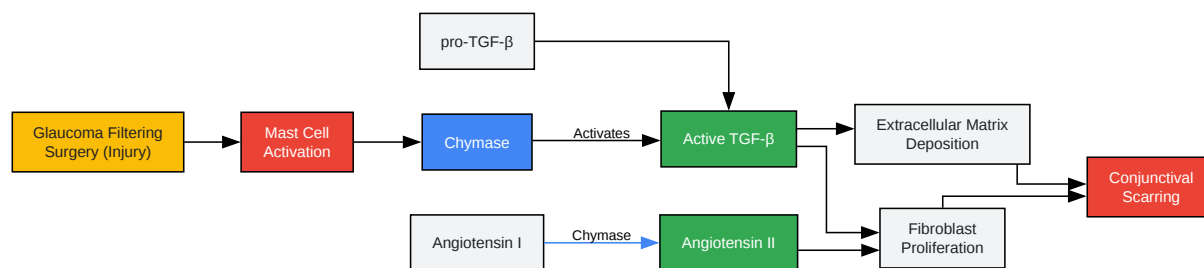 pro-TGF-β
Glaucoma Filtering
Surgery (Injury)
Mast Cell
Activation
Chymase
Activates
Active TGF-β
Extracellular Matrix
Deposition
Conjunctival
Scarring
Angiotensin I
Chymase
Angiotensin II
Fibroblast
Proliferation